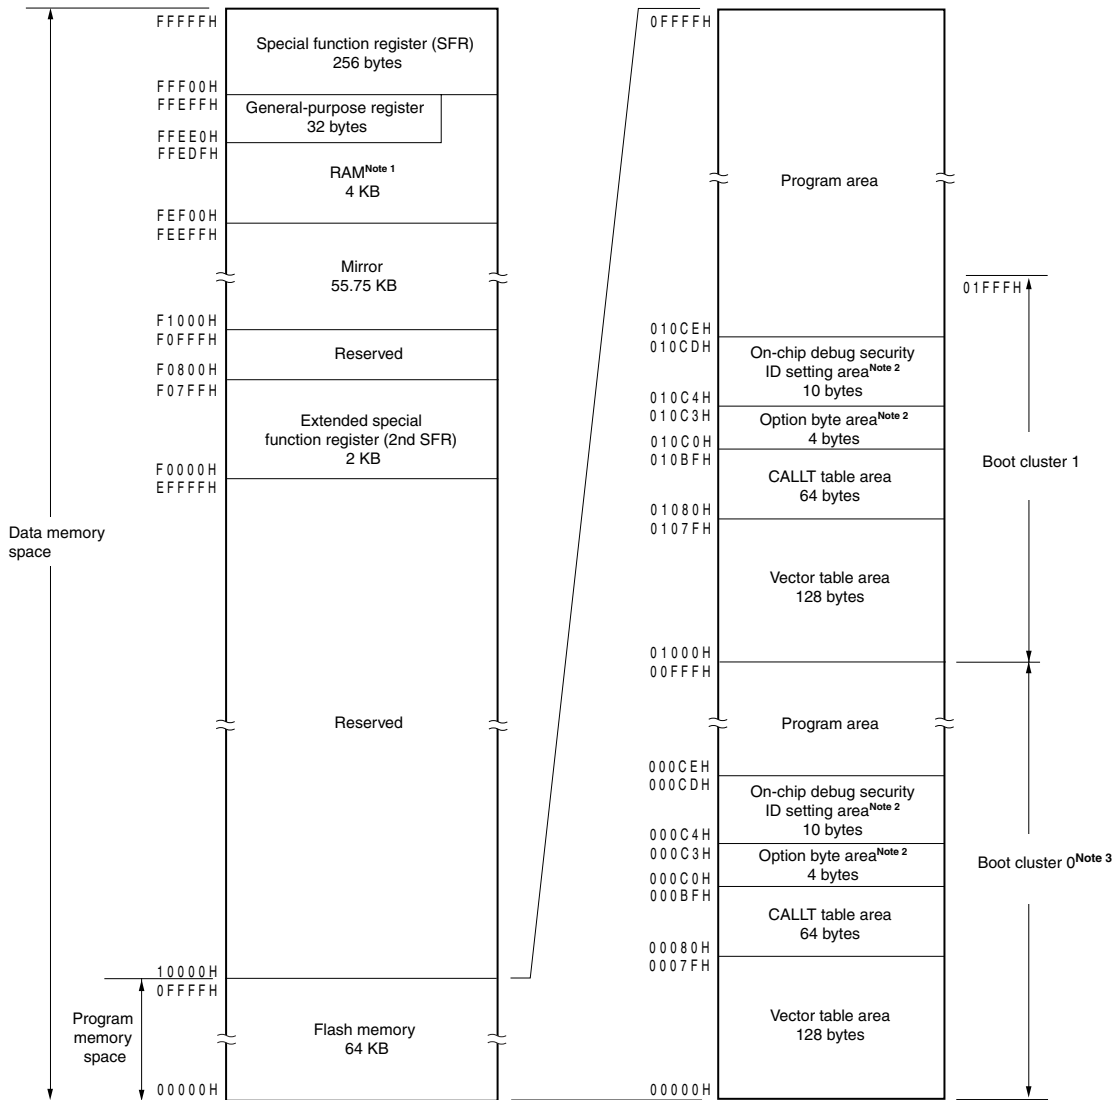 FFFFFH
Special function register (SFR)
256 bytes
FFF00H
FFEFFH
General-purpose register
32 bytes
FFEE0H
FFEDFH
RAMNote 1
4 KB
FEF00H
FEEFFH
Mirror
55.75 KB
F1000H
F0FFFH
Reserved
F0800H
F07FFH
Extended special
function register (2nd SFR)
2 KB
F0000H
EFFFFH
Data memory
space
Reserved
10000H
0FFFFH
Program
memory
space
Flash memory
64 KB
00000H
0FFFFH
Program area
01FFFH
010CEH
010CDH
On-chip debug security
ID setting areaNote 2
10 bytes
010C4H
010C3H
Option byte areaNote 2
4 bytes
010C0H
010BFH
Boot cluster 1
CALLT table area
64 bytes
01080H
0107FH
Vector table area
128 bytes
01000H
00FFFH
Program area
000CEH
000CDH
On-chip debug security
ID setting areaNote 2
10 bytes
000C4H
000C3H
Option byte areaNote 2
4 bytes
Boot cluster 0Note 3
000C0H
000BFH
CALLT table area
64 bytes
00080H
0007FH
Vector table area
128 bytes
00000H